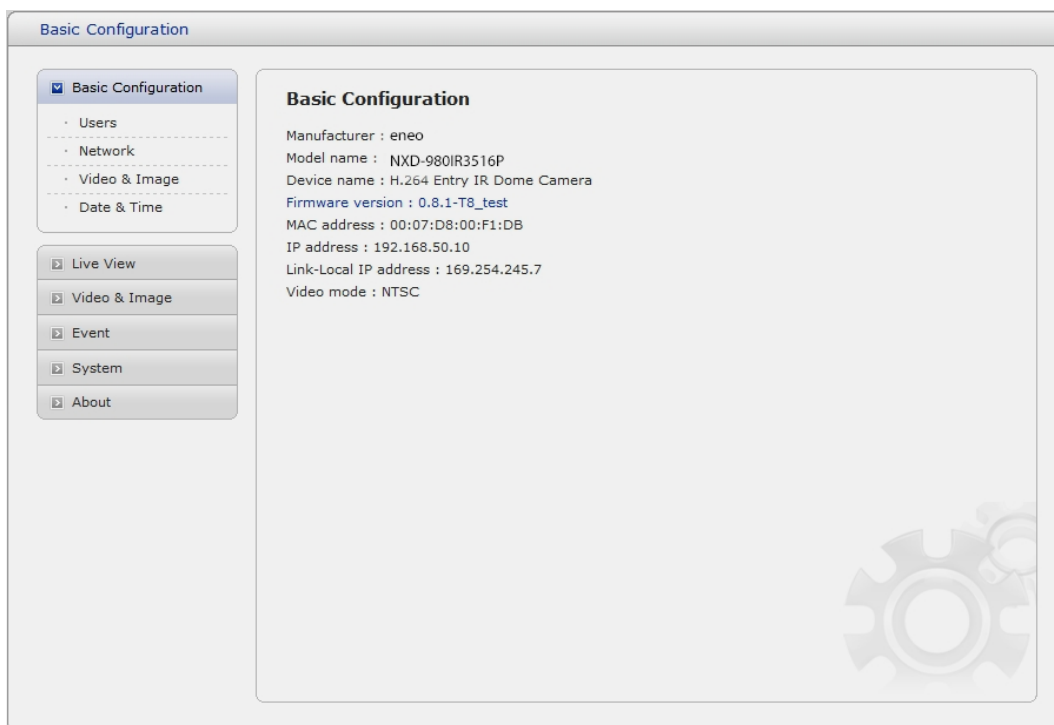 Basic Configuration
Basic Configuration
Users
Network
Video & Image
Date & Time
Live View
Video & Image
Event
System
About
Basic Configuration
Manufacturer : eneo
Model name : NXD-980IR3516P
Device name : H.264 Entry IR Dome Camera
Firmware version : 0.8.1-T8_test
MAC address : 00:07:D8:00:F1:DB
IP address : 192.168.50.10
Link-Local IP address : 169.254.245.7
Video mode : NTSC